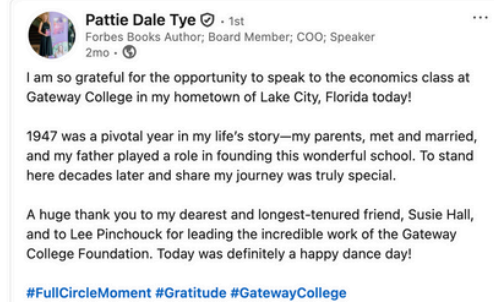 Pattie Dale Tye · 1st
Forbes Books Author; Board Member; COO; Speaker
2mo ·
I am so grateful for the opportunity to speak to the economics class at
Gateway College in my hometown of Lake City, Florida today!
1947 was a pivotal year in my life's story—my parents, met and married,
and my father played a role in founding this wonderful school. To stand
here decades later and share my journey was truly special.
A huge thank you to my dearest and longest-tenured friend, Susie Hall,
and to Lee Pinchouck for leading the incredible work of the Gateway
College Foundation. Today was definitely a happy dance day!
#FullCircleMoment #Gratitude #GatewayCollege